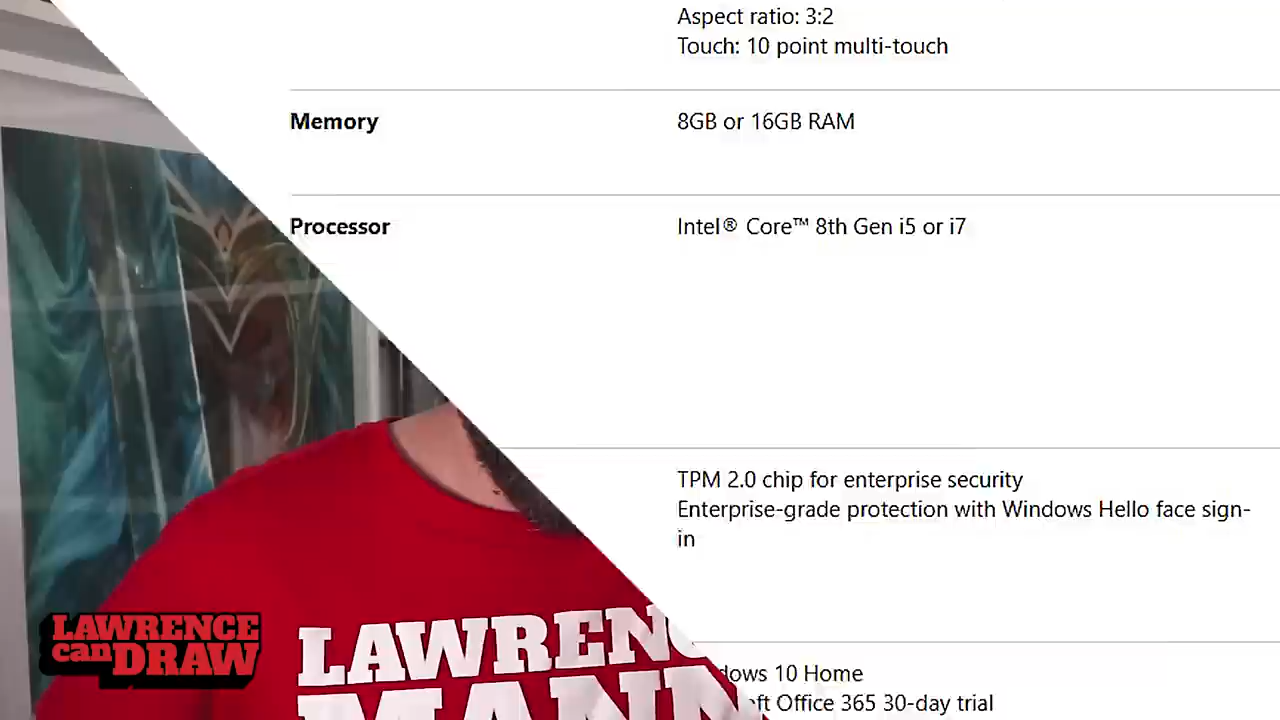 Aspect ratio: 3:2
Touch: 10 point multi-touch
Memory
8GB or 16GB RAM
Processor
Intel® Core™ 8th Gen i5 or i7
TPM 2.0 chip for enterprise security
Enterprise-grade protection with Windows Hello face sign-
in
10 Home
Office 365 30-day trial
LAWRENCE
can DRAW